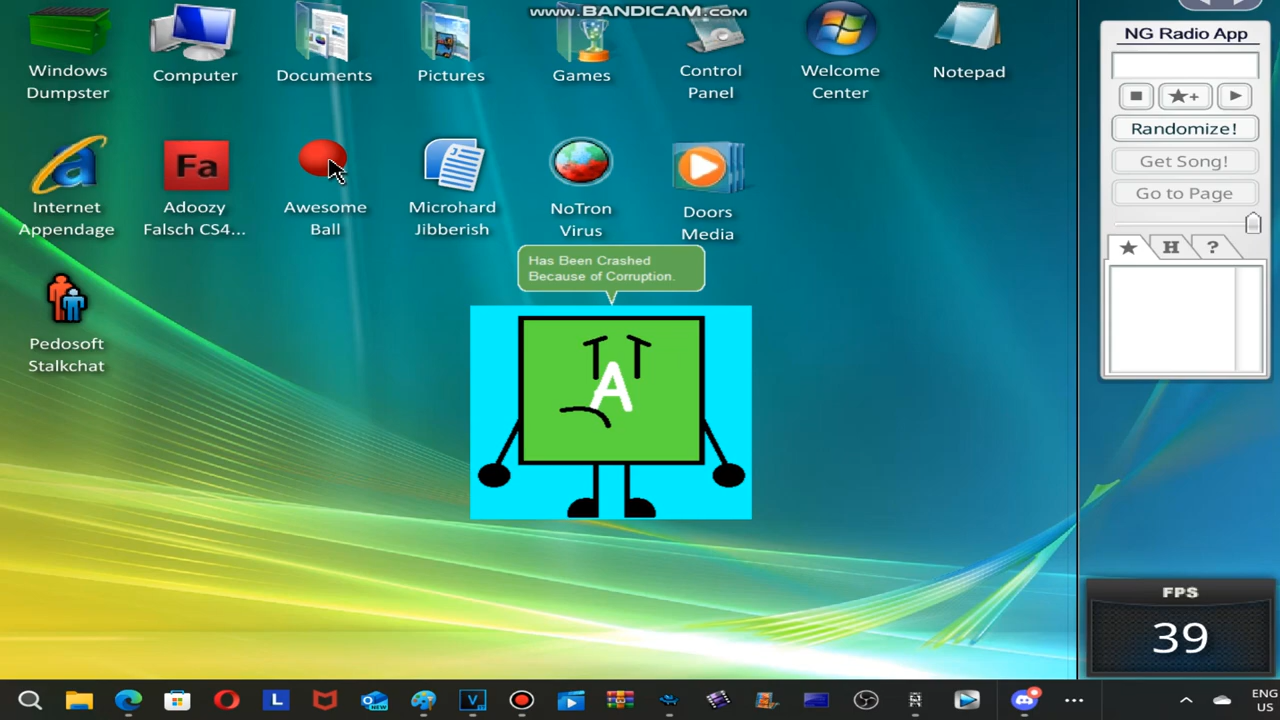 www.BANDICAM.com
NG Radio App
Windows
Dumpster
Computer
Documents
Pictures
Games
Control
Panel
Welcome
Center
Notepad
Randomize!
Get Song!
Go to Page
H
?
Internet
Appendage
Fa
Adoozy
Falsch CS4...
Awesome
Ball
Microhard
Jibberish
NoTron
Virus
Doors
Media
Has Been Crashed
Because of Corruption.
A
Pedosoft
Stalkchat
FPS
39
L
V
NEW
ENG
US